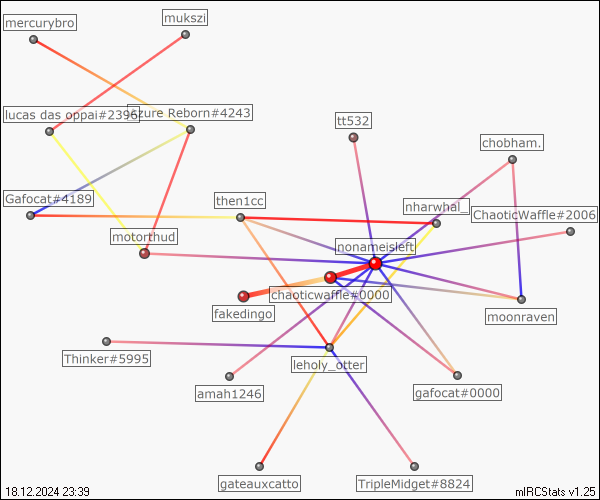 mercurybro
mukszi
lucas das oppai#2396
zure Reborn#4243
tt532
chobham.
Gafocat#4189
then1cc
nharwhal_
ChaoticWaffle#2006
motorthud
nonameisleft
chaoticwaffle#0000
fakedingo
moonraven
Thinker#5995
leholy_otter
amah1246
gafocat#0000
gateauxcatto
TripleMidget#8824
18.12.2024 23:39
mIRCStats v1.25